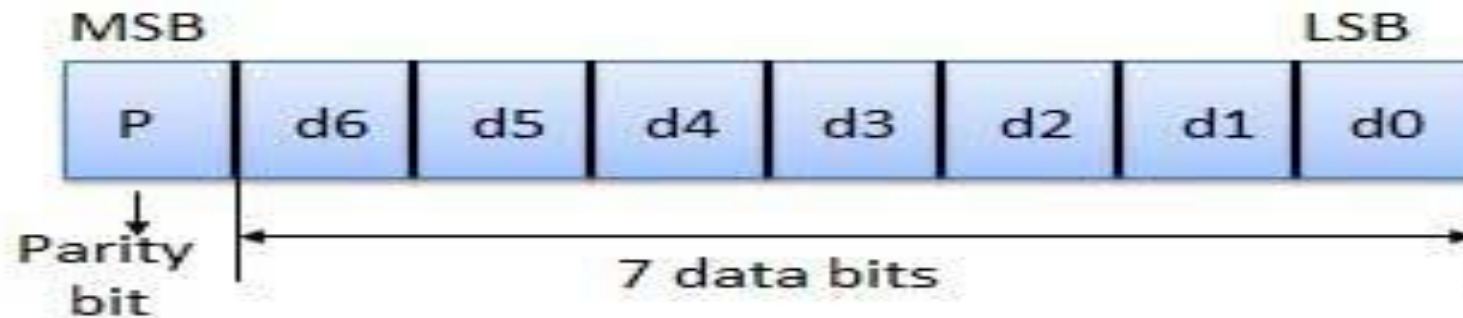 MSB LSB
P d6 d5 d4 d3 d2 d1 d0
Parity
bit
7 data bits